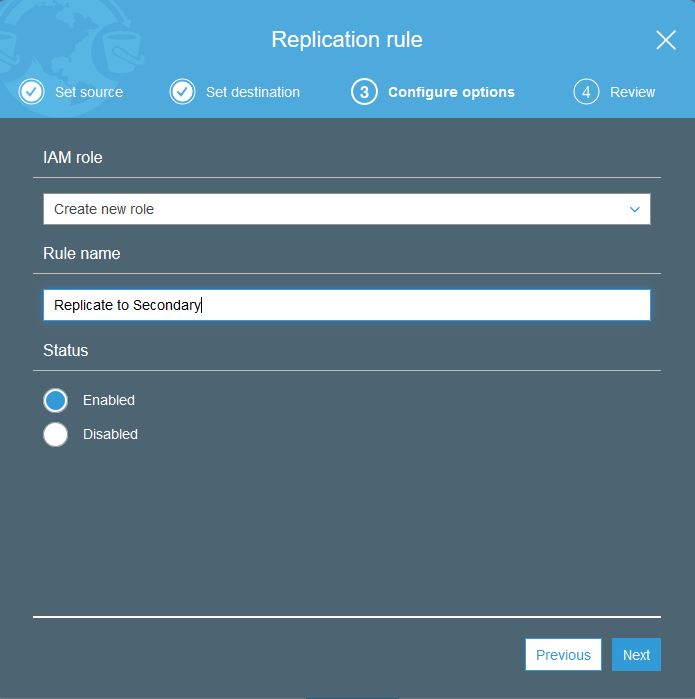 Replication rule
Set source
Set destination
3 Configure options
4 Review
IAM role
Create new role
Rule name
Replicate to Secondary
Status
Enabled
Disabled
Previous
Next